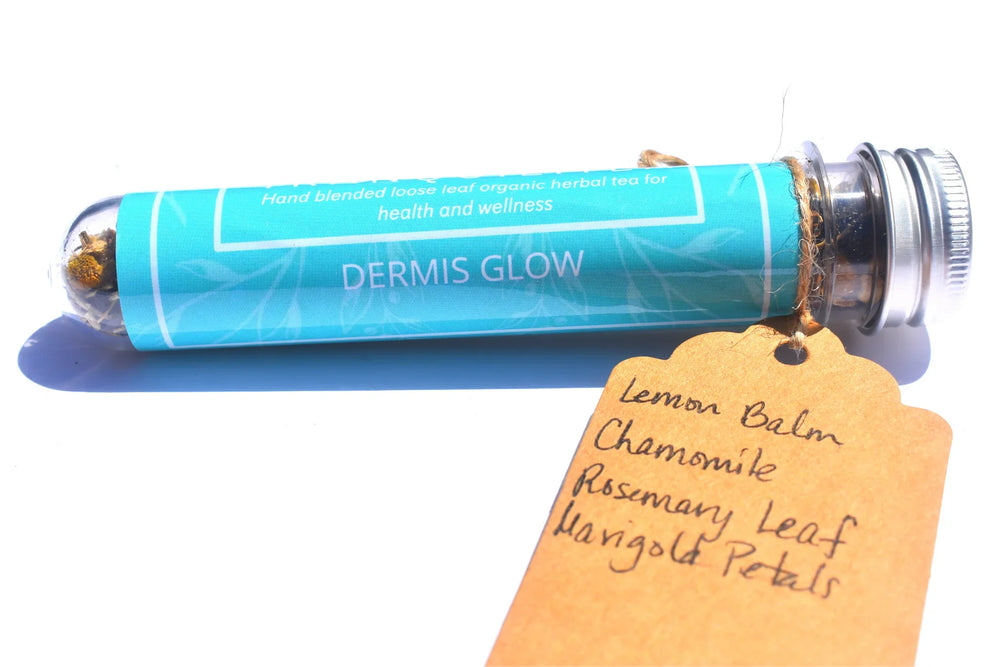 Hand blended loose leaf organic herbal tea for
health and wellness
DERMIS GLOW
Lemon Balm
Chamomile
Rosemary Leaf
Marigold Petals